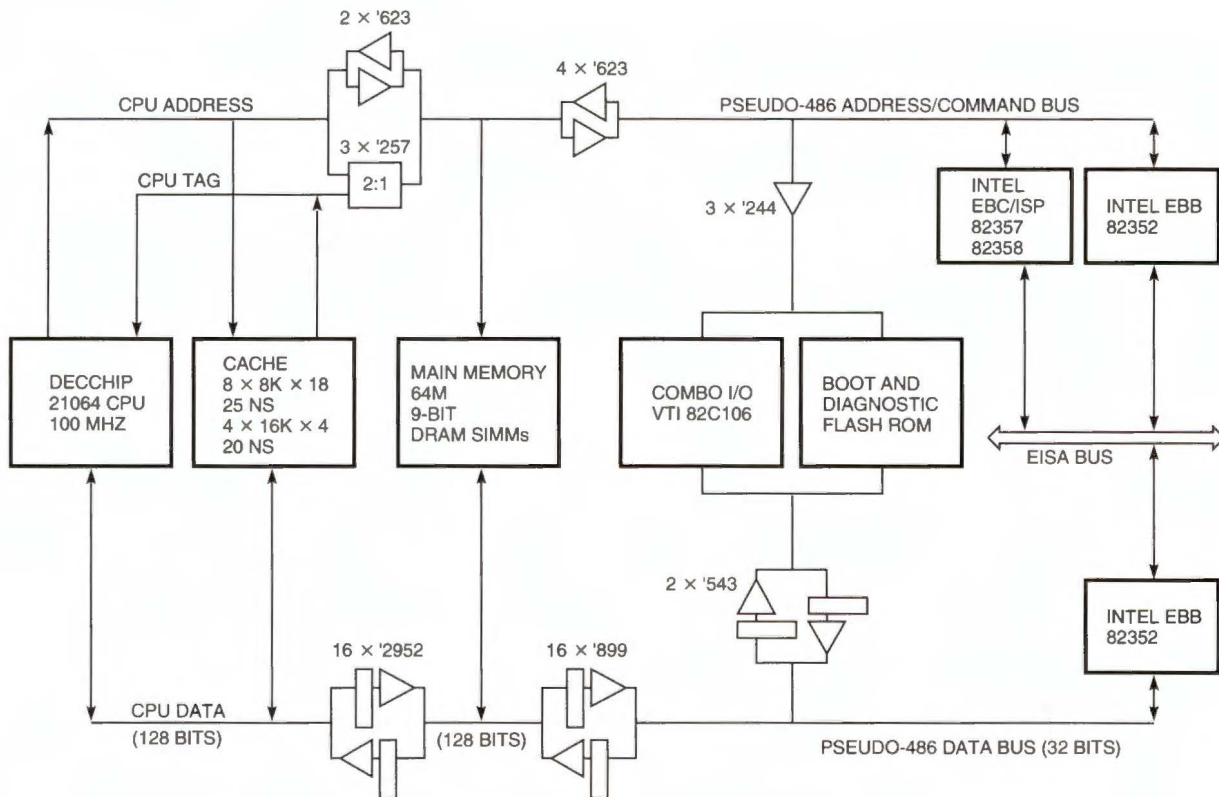 2 × '623
4 × '623
CPU ADDRESS
PSEUDO-486 ADDRESS/COMMAND BUS
3 × '257
2:1
CPU TAG
3 × '244
INTEL
EBC/ISP
82357
82358
INTEL EBB
82352
DECCHIP
21064 CPU
100 MHZ
CACHE
8 × 8K × 18
25 NS
4 × 16K × 4
20 NS
MAIN MEMORY
64M
9-BIT
DRAM SIMMs
COMBO I/O
VTI 82C106
BOOT AND
DIAGNOSTIC
FLASH ROM
EISA BUS
2 × '543
INTEL EBB
82352
16 × '2952
16 × '899
CPU DATA
(128 BITS)
(128 BITS)
PSEUDO-486 DATA BUS (32 BITS)